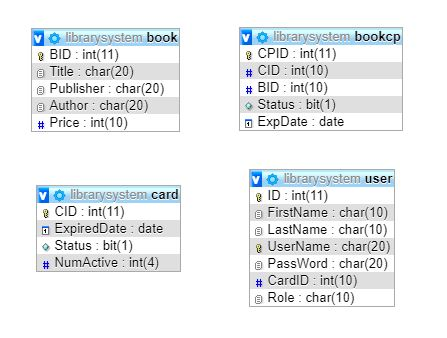 librarysystem book
BID : int(11)
Title : char(20)
Publisher : char(20)
Author : char(20)
Price : int(10)
librarysystem bookcp
CPID : int(11)
CID : int(10)
BID : int(10)
Status : bit(1)
ExpDate : date
librarysystem card
CID : int(11)
ExpiredDate : date
Status : bit(1)
NumActive : int(4)
librarysystem user
ID : int(11)
FirstName : char(10)
LastName : char(10)
UserName : char(20)
PassWord : char(20)
CardID : int(10)
Role : char(10)